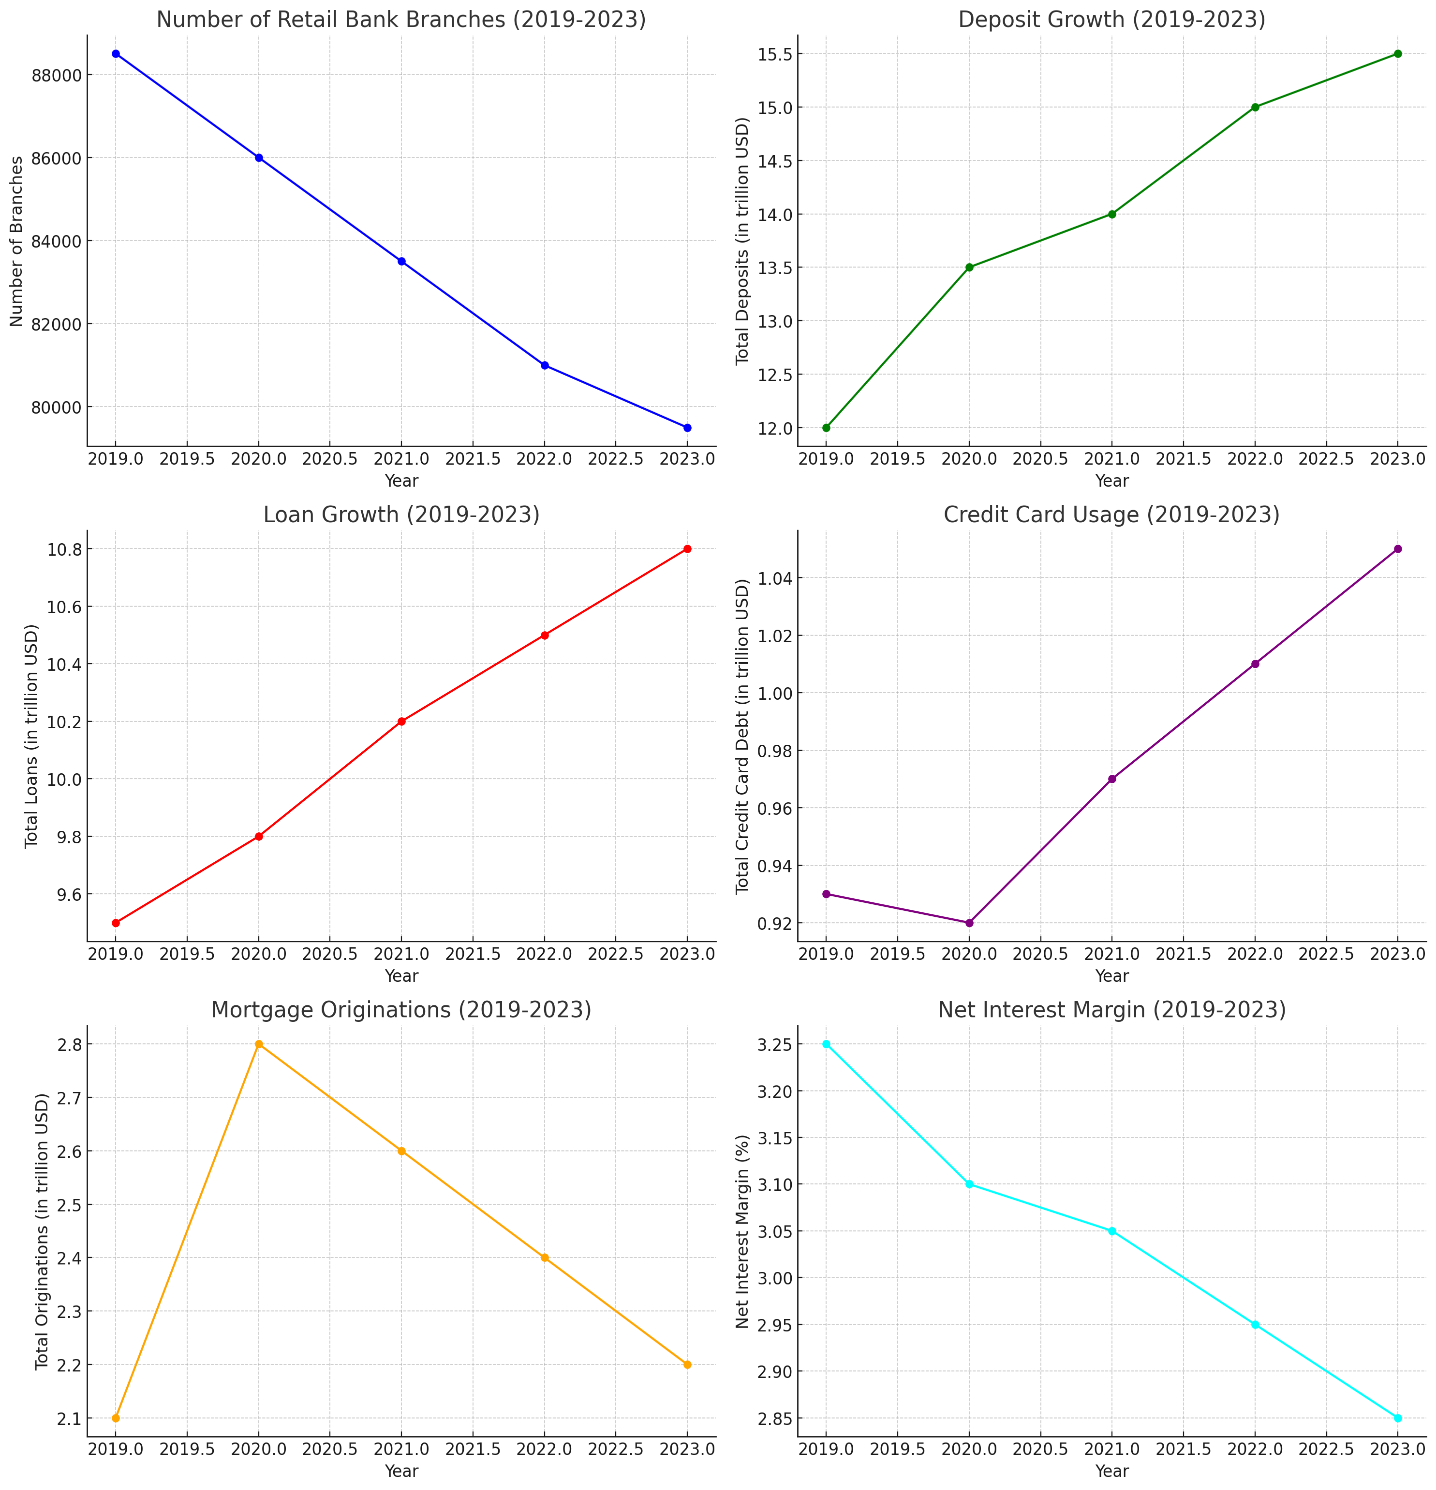 Number of Retail Bank Branches (2019-2023)
Number of Branches
88000
86000
84000
82000
80000
2019.0 2019.5 2020.0 2020.5 2021.0 2021.5 2022.0 2022.5 2023.0
Year
Deposit Growth (2019-2023)
Total Deposits (in trillion USD)
15.5
15.0
14.5
14.0
13.5
13.0
12.5
12.0
2019.0 2019.5 2020.0 2020.5 2021.0 2021.5 2022.0 2022.5 2023.0
Year
Loan Growth (2019-2023)
Total Loans (in trillion USD)
10.8
10.6
10.4
10.2
10.0
9.8
9.6
2019.0 2019.5 2020.0 2020.5 2021.0 2021.5 2022.0 2022.5 2023.0
Year
Credit Card Usage (2019-2023)
Total Credit Card Debt (in trillion USD)
1.04
1.02
1.00
0.98
0.96
0.94
0.92
2019.0 2019.5 2020.0 2020.5 2021.0 2021.5 2022.0 2022.5 2023.0
Year
Mortgage Originations (2019-2023)
Total Originations (in trillion USD)
2.8
2.7
2.6
2.5
2.4
2.3
2.2
2.1
2019.0 2019.5 2020.0 2020.5 2021.0 2021.5 2022.0 2022.5 2023.0
Year
Net Interest Margin (2019-2023)
Net Interest Margin (%)
3.25
3.20
3.15
3.10
3.05
3.00
2.95
2.90
2.85
2019.0 2019.5 2020.0 2020.5 2021.0 2021.5 2022.0 2022.5 2023.0
Year